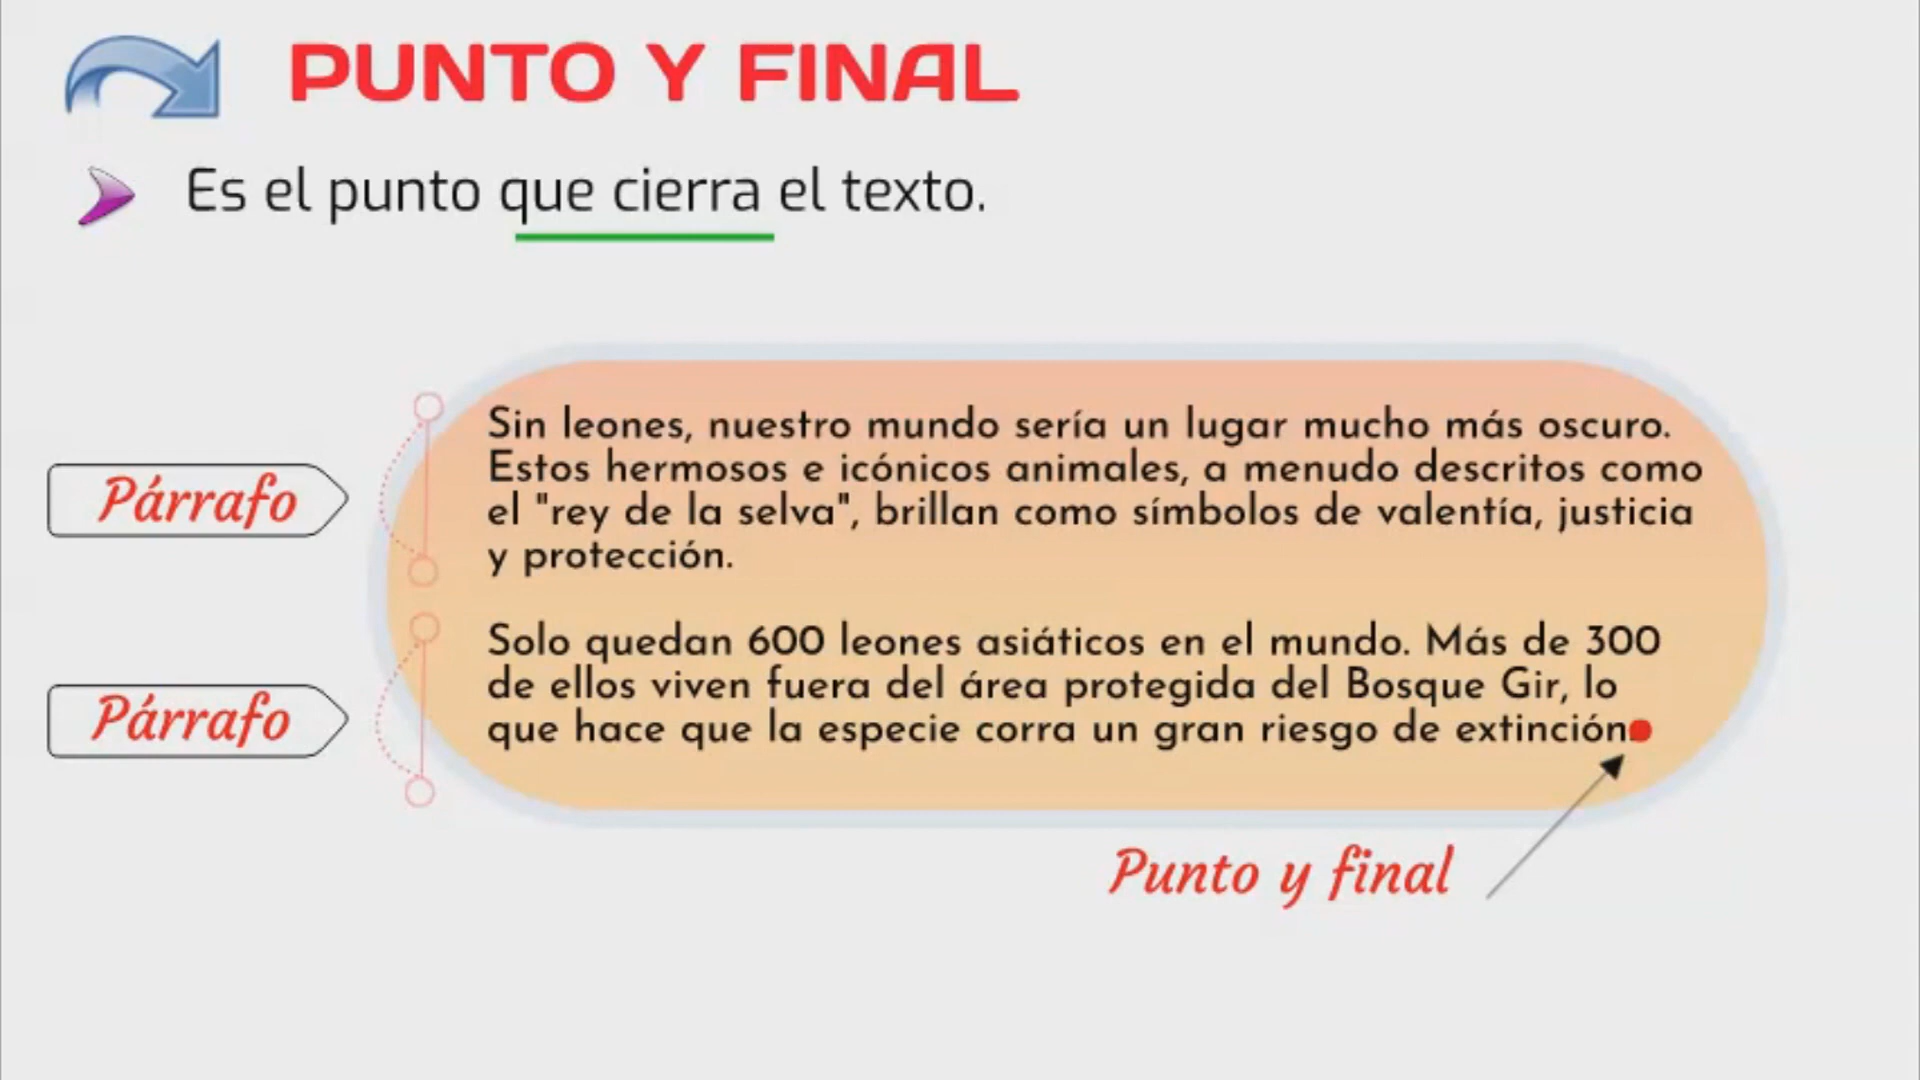 PUNTO Y FINAL
Es el punto que cierra el texto.
Sin leones, nuestro mundo sería un lugar mucho más oscuro.
Estos hermosos e icónicos animales, a menudo descritos como
el "rey de la selva", brillan como símbolos de valentía, justicia
y protección.
Párrafo
Solo quedan 600 leones asiáticos en el mundo. Más de 300
de ellos viven fuera del área protegida del Bosque Gir, lo
que hace que la especie corra un gran riesgo de extinción.
Párrafo
Punto y final